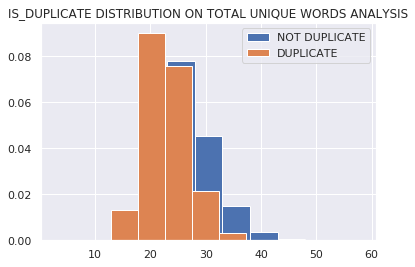 IS_DUPLICATE DISTRIBUTION ON TOTAL UNIQUE WORDS ANALYSIS
NOT DUPLICATE
DUPLICATE
0.08
0.06
0.04
0.02
0.00
10 20 30 40 50 60